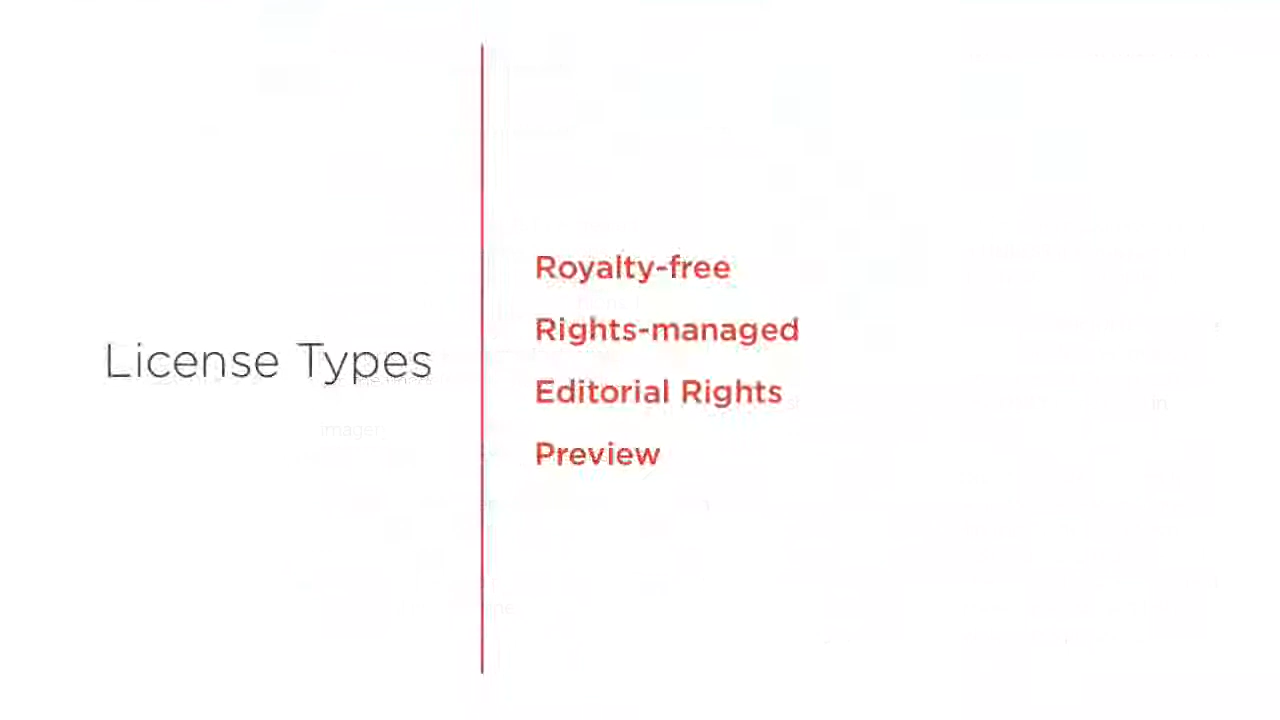 License Types
Royalty-free
Rights-managed
Editorial Rights
Preview